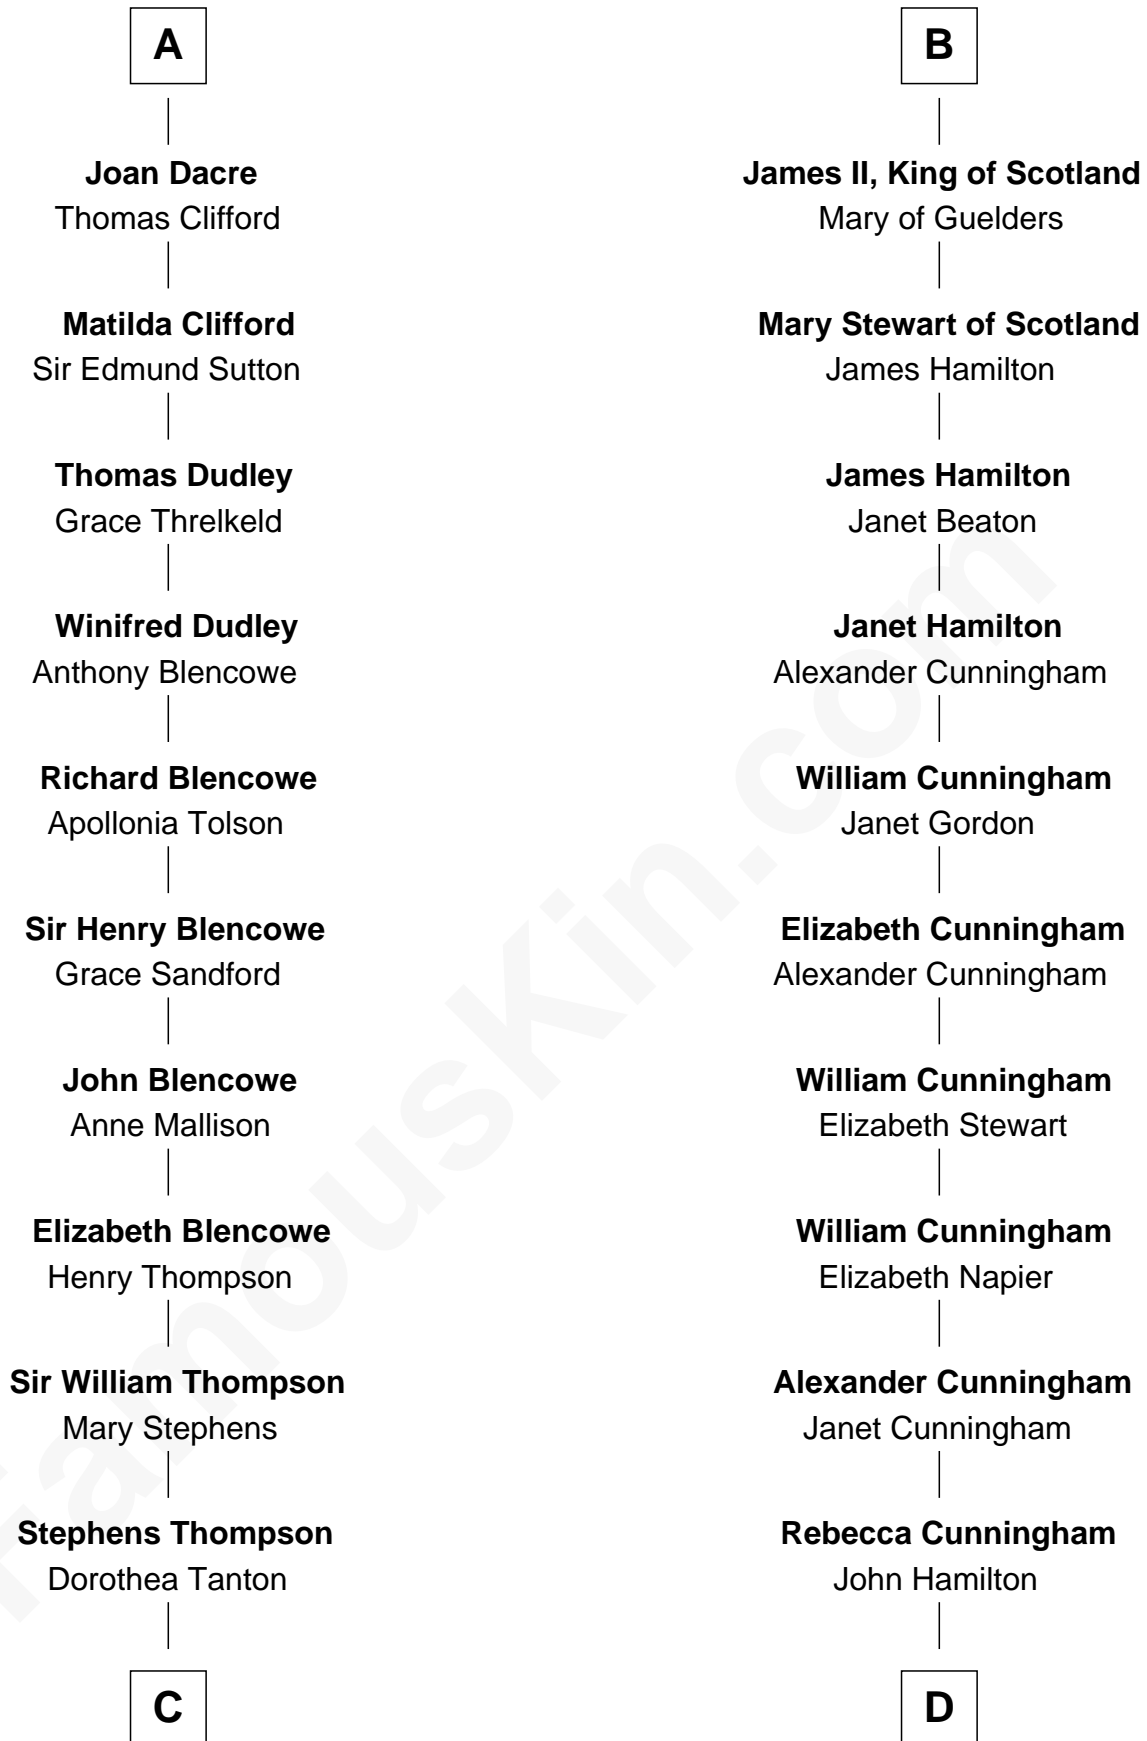 A
Joan Dacre
Thomas Clifford
Matilda Clifford
Sir Edmund Sutton
Thomas Dudley
Grace Threlkeld
Winifred Dudley
Anthony Blencowe
Richard Blencowe
Apollonia Tolson
Sir Henry Blencowe
Grace Sandford
John Blencowe
Anne Mallison
Elizabeth Blencowe
Henry Thompson
Sir William Thompson
Mary Stephens
Stephens Thompson
Dorothea Tanton
C
B
James II, King of Scotland
Mary of Guelders
Mary Stewart of Scotland
James Hamilton
James Hamilton
Janet Beaton
Janet Hamilton
Alexander Cunningham
William Cunningham
Janet Gordon
Elizabeth Cunningham
Alexander Cunningham
William Cunningham
Elizabeth Stewart
William Cunningham
Elizabeth Napier
Alexander Cunningham
Janet Cunningham
Rebecca Cunningham
John Hamilton
D
FamousKin.com